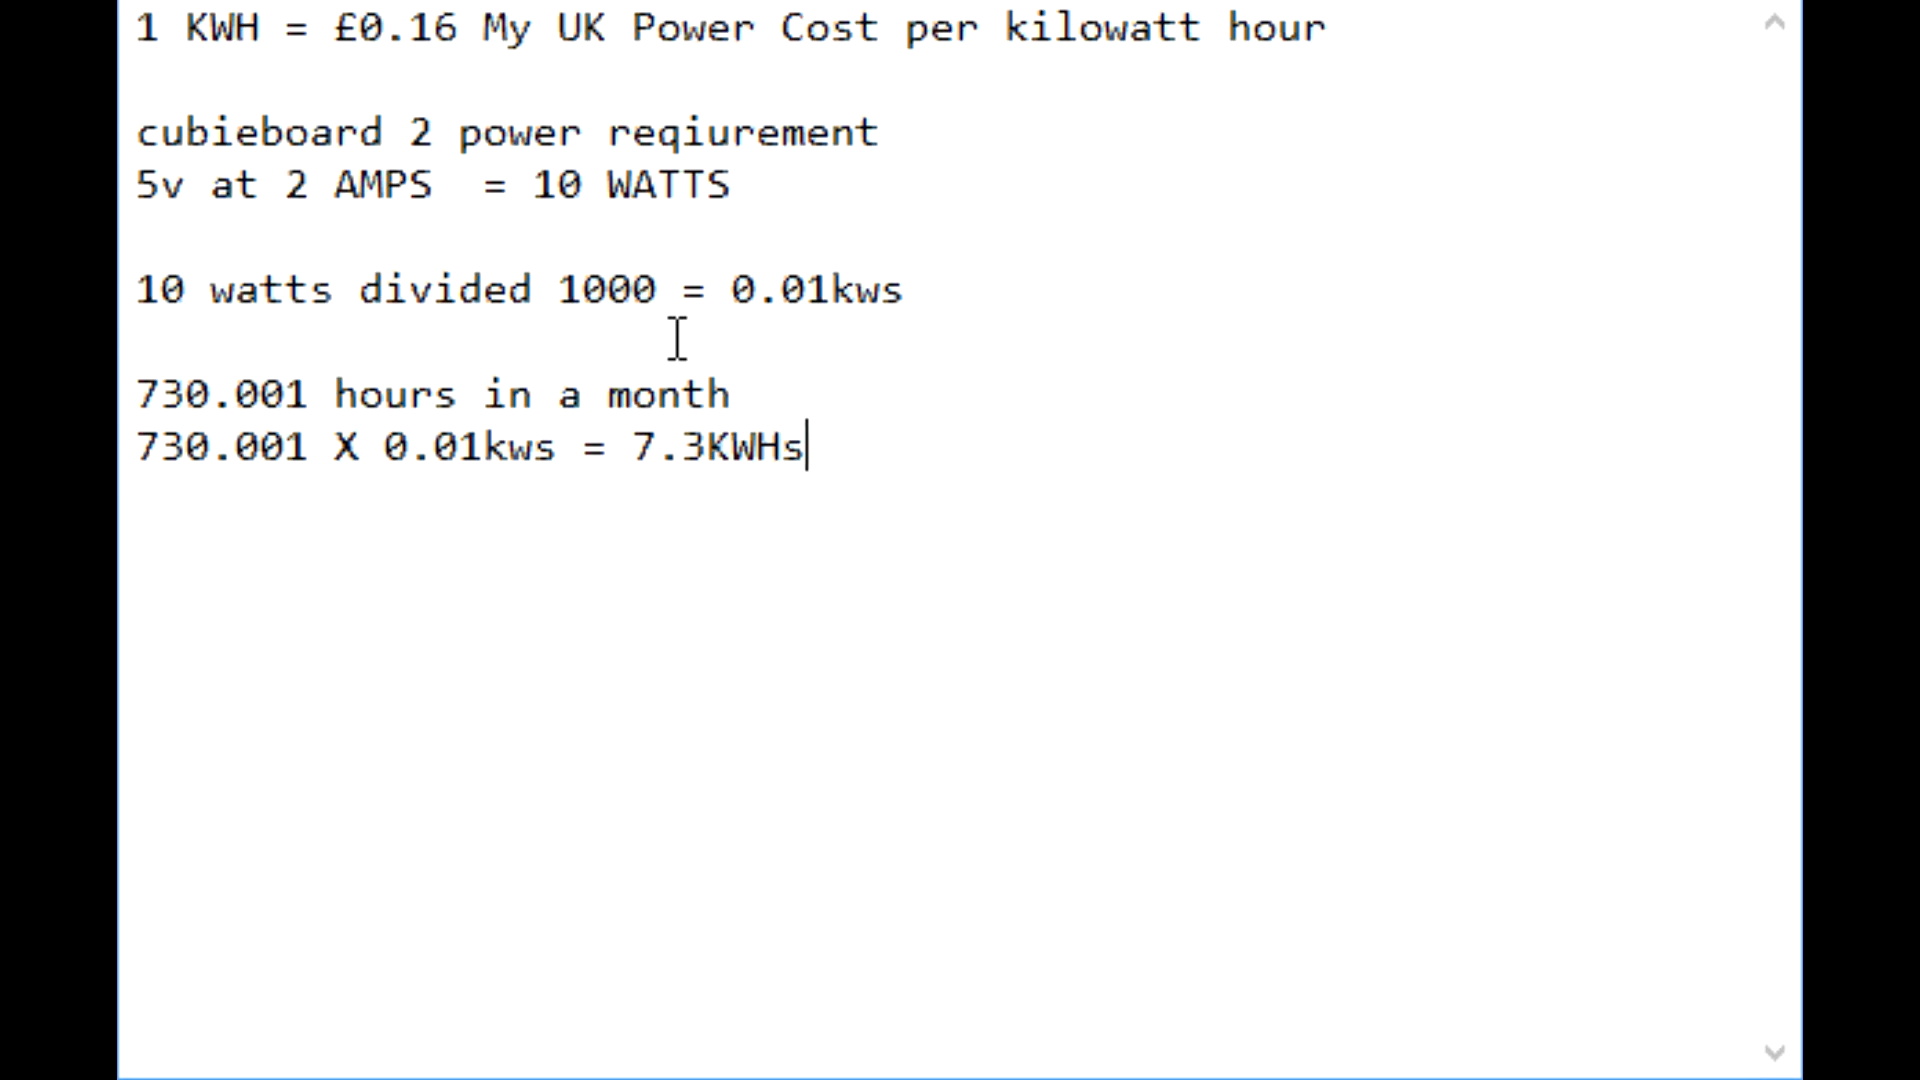 1 KWH = £0.16 My UK Power Cost per kilowatt hour
cubieboard 2 power reqiurement
5v at 2 AMPS  = 10 WATTS
10 watts divided 1000 = 0.01kws
730.001 hours in a month
730.001 X 0.01kws = 7.3KWHs